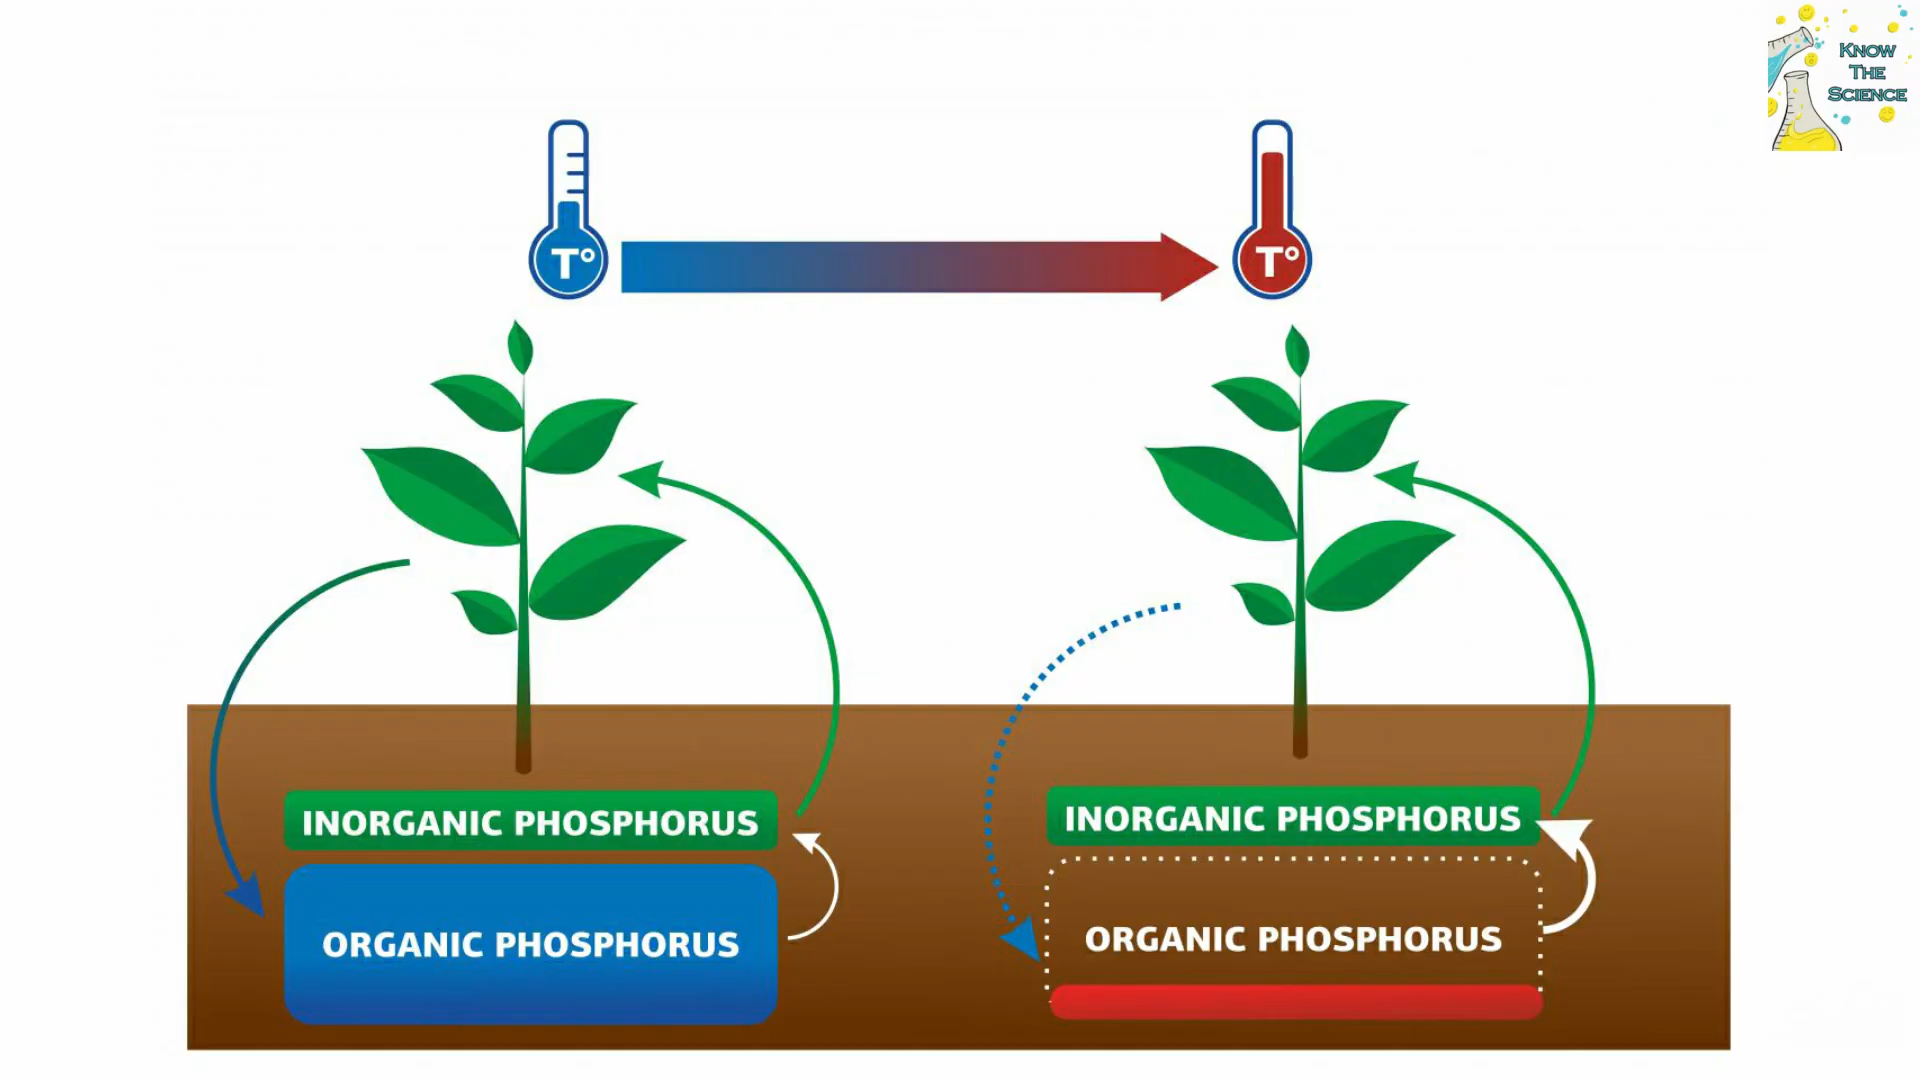 KNOW
THE
SCIENCE
T°
T°
INORGANIC PHOSPHORUS
ORGANIC PHOSPHORUS
INORGANIC PHOSPHORUS
ORGANIC PHOSPHORUS